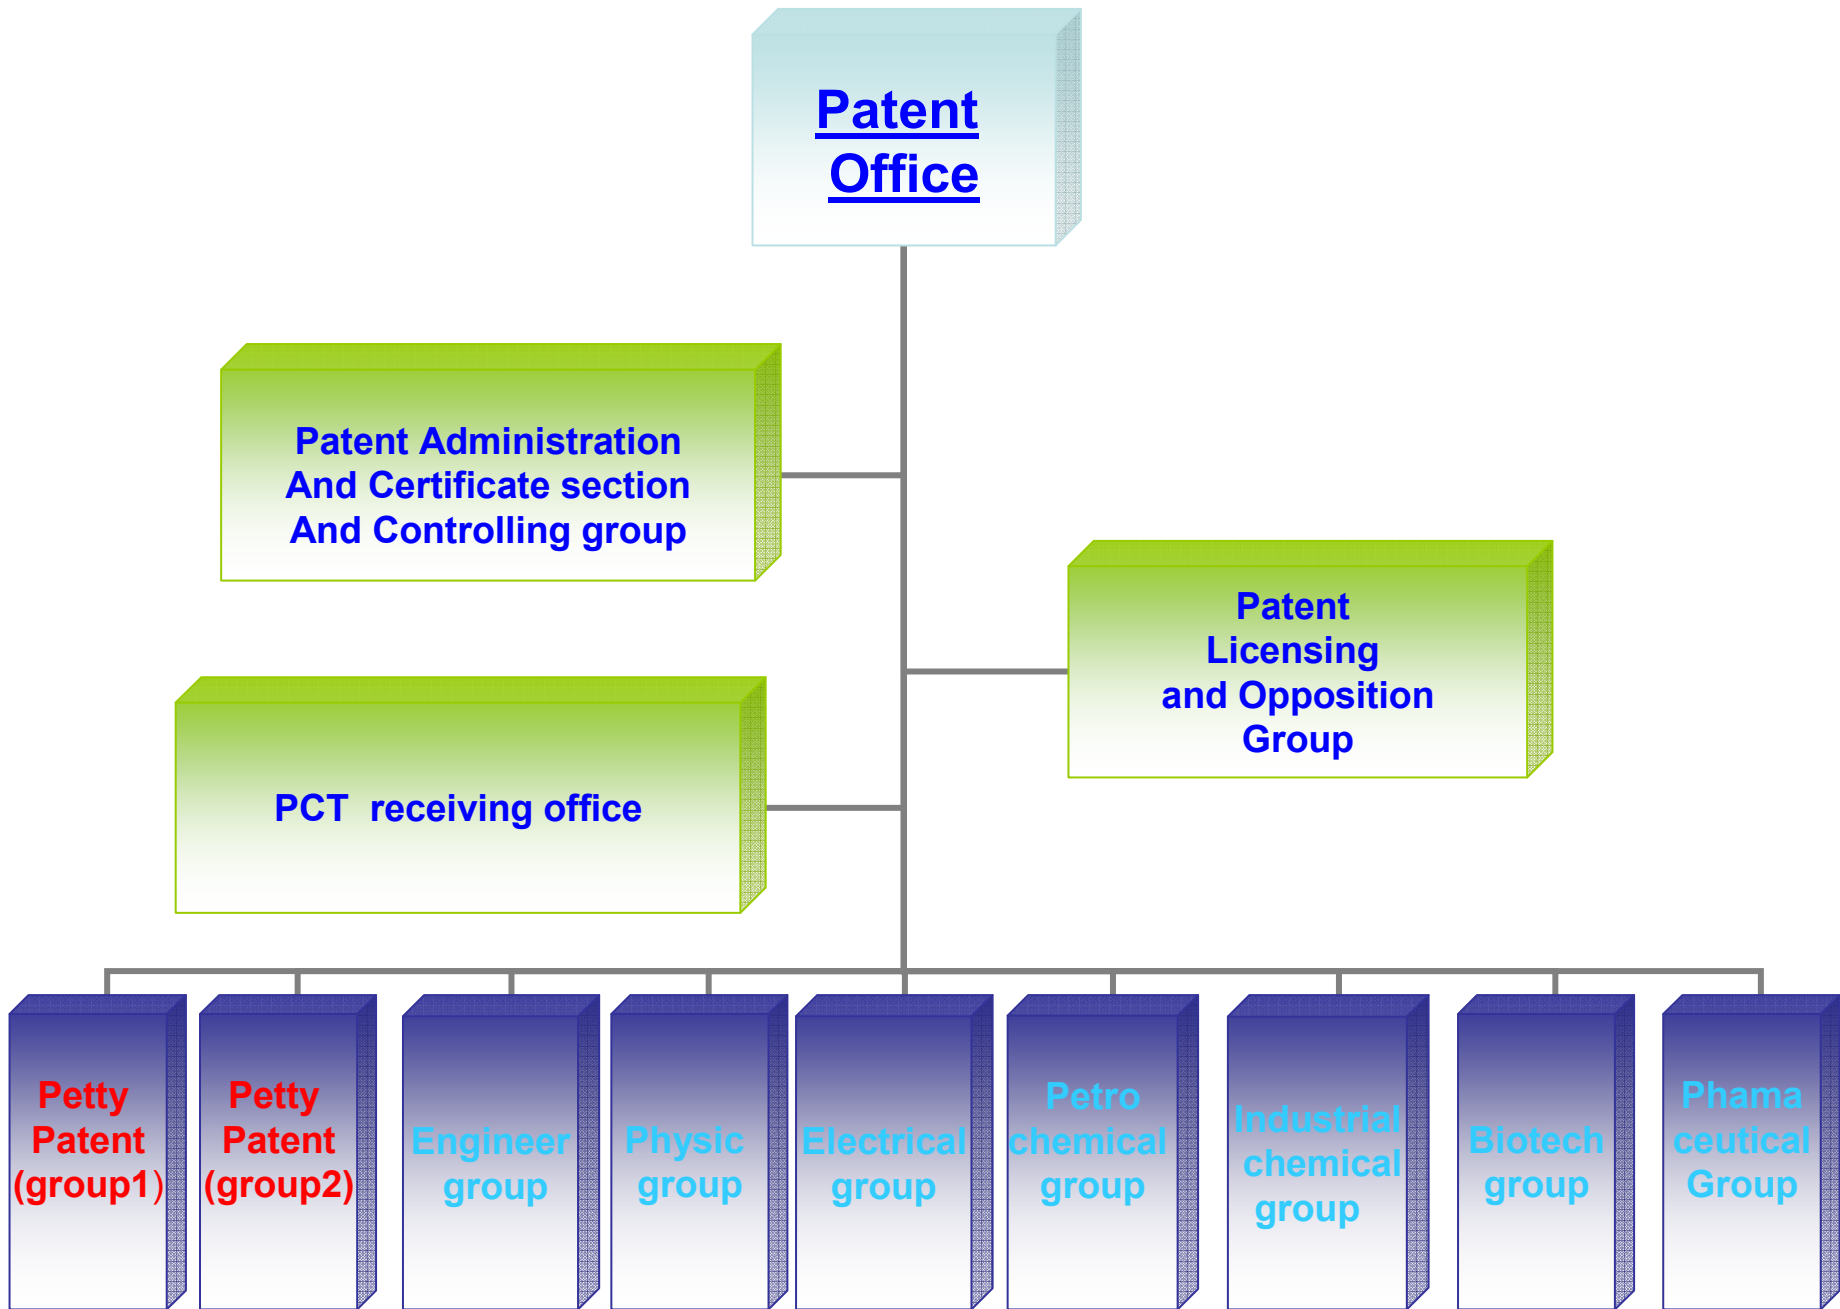 Patent
Office
Patent Administration
And Certificate section
And Controlling group
Patent
Licensing
and Opposition
Group
PCT receiving office
Petty
Patent
(group1)
Petty
Patent
(group2)
Engineer
group
Physic
group
Electrical
group
Petro
chemical
group
Industrial
chemical
group
Biotech
group
Phama
ceutical
Group